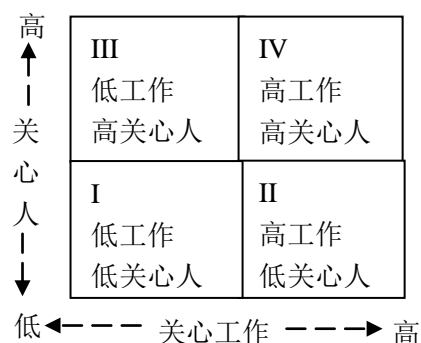 高
III
低工作
高关心人
IV
高工作
高关心人
关
心
人
I
低工作
低关心人
II
高工作
低关心人
低
关心工作
高